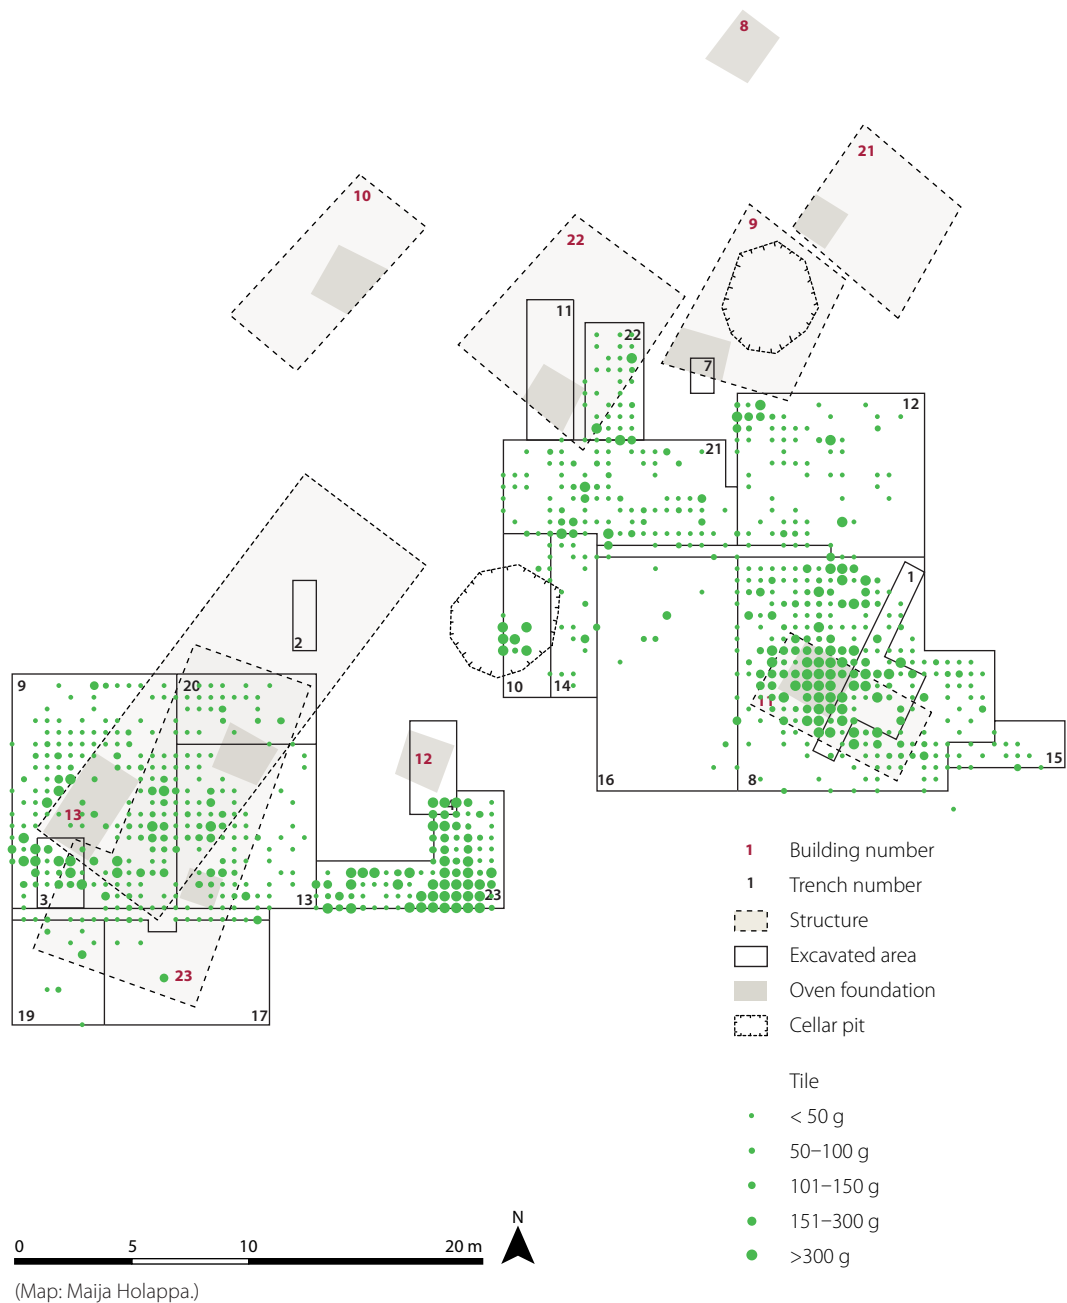 8
21
10
9
22
11
22
7
12
21
1
2
9
20
10
14
11
12
16
8
15
13
4
3
13
23
23
19
17
1 Building number
1 Trench number
Structure
Excavated area
Oven foundation
Cellar pit
Tile
< 50 g
50–100 g
101–150 g
151–300 g
>300 g
N
0 5 10 20 m
(Map: Maija Holappa.)